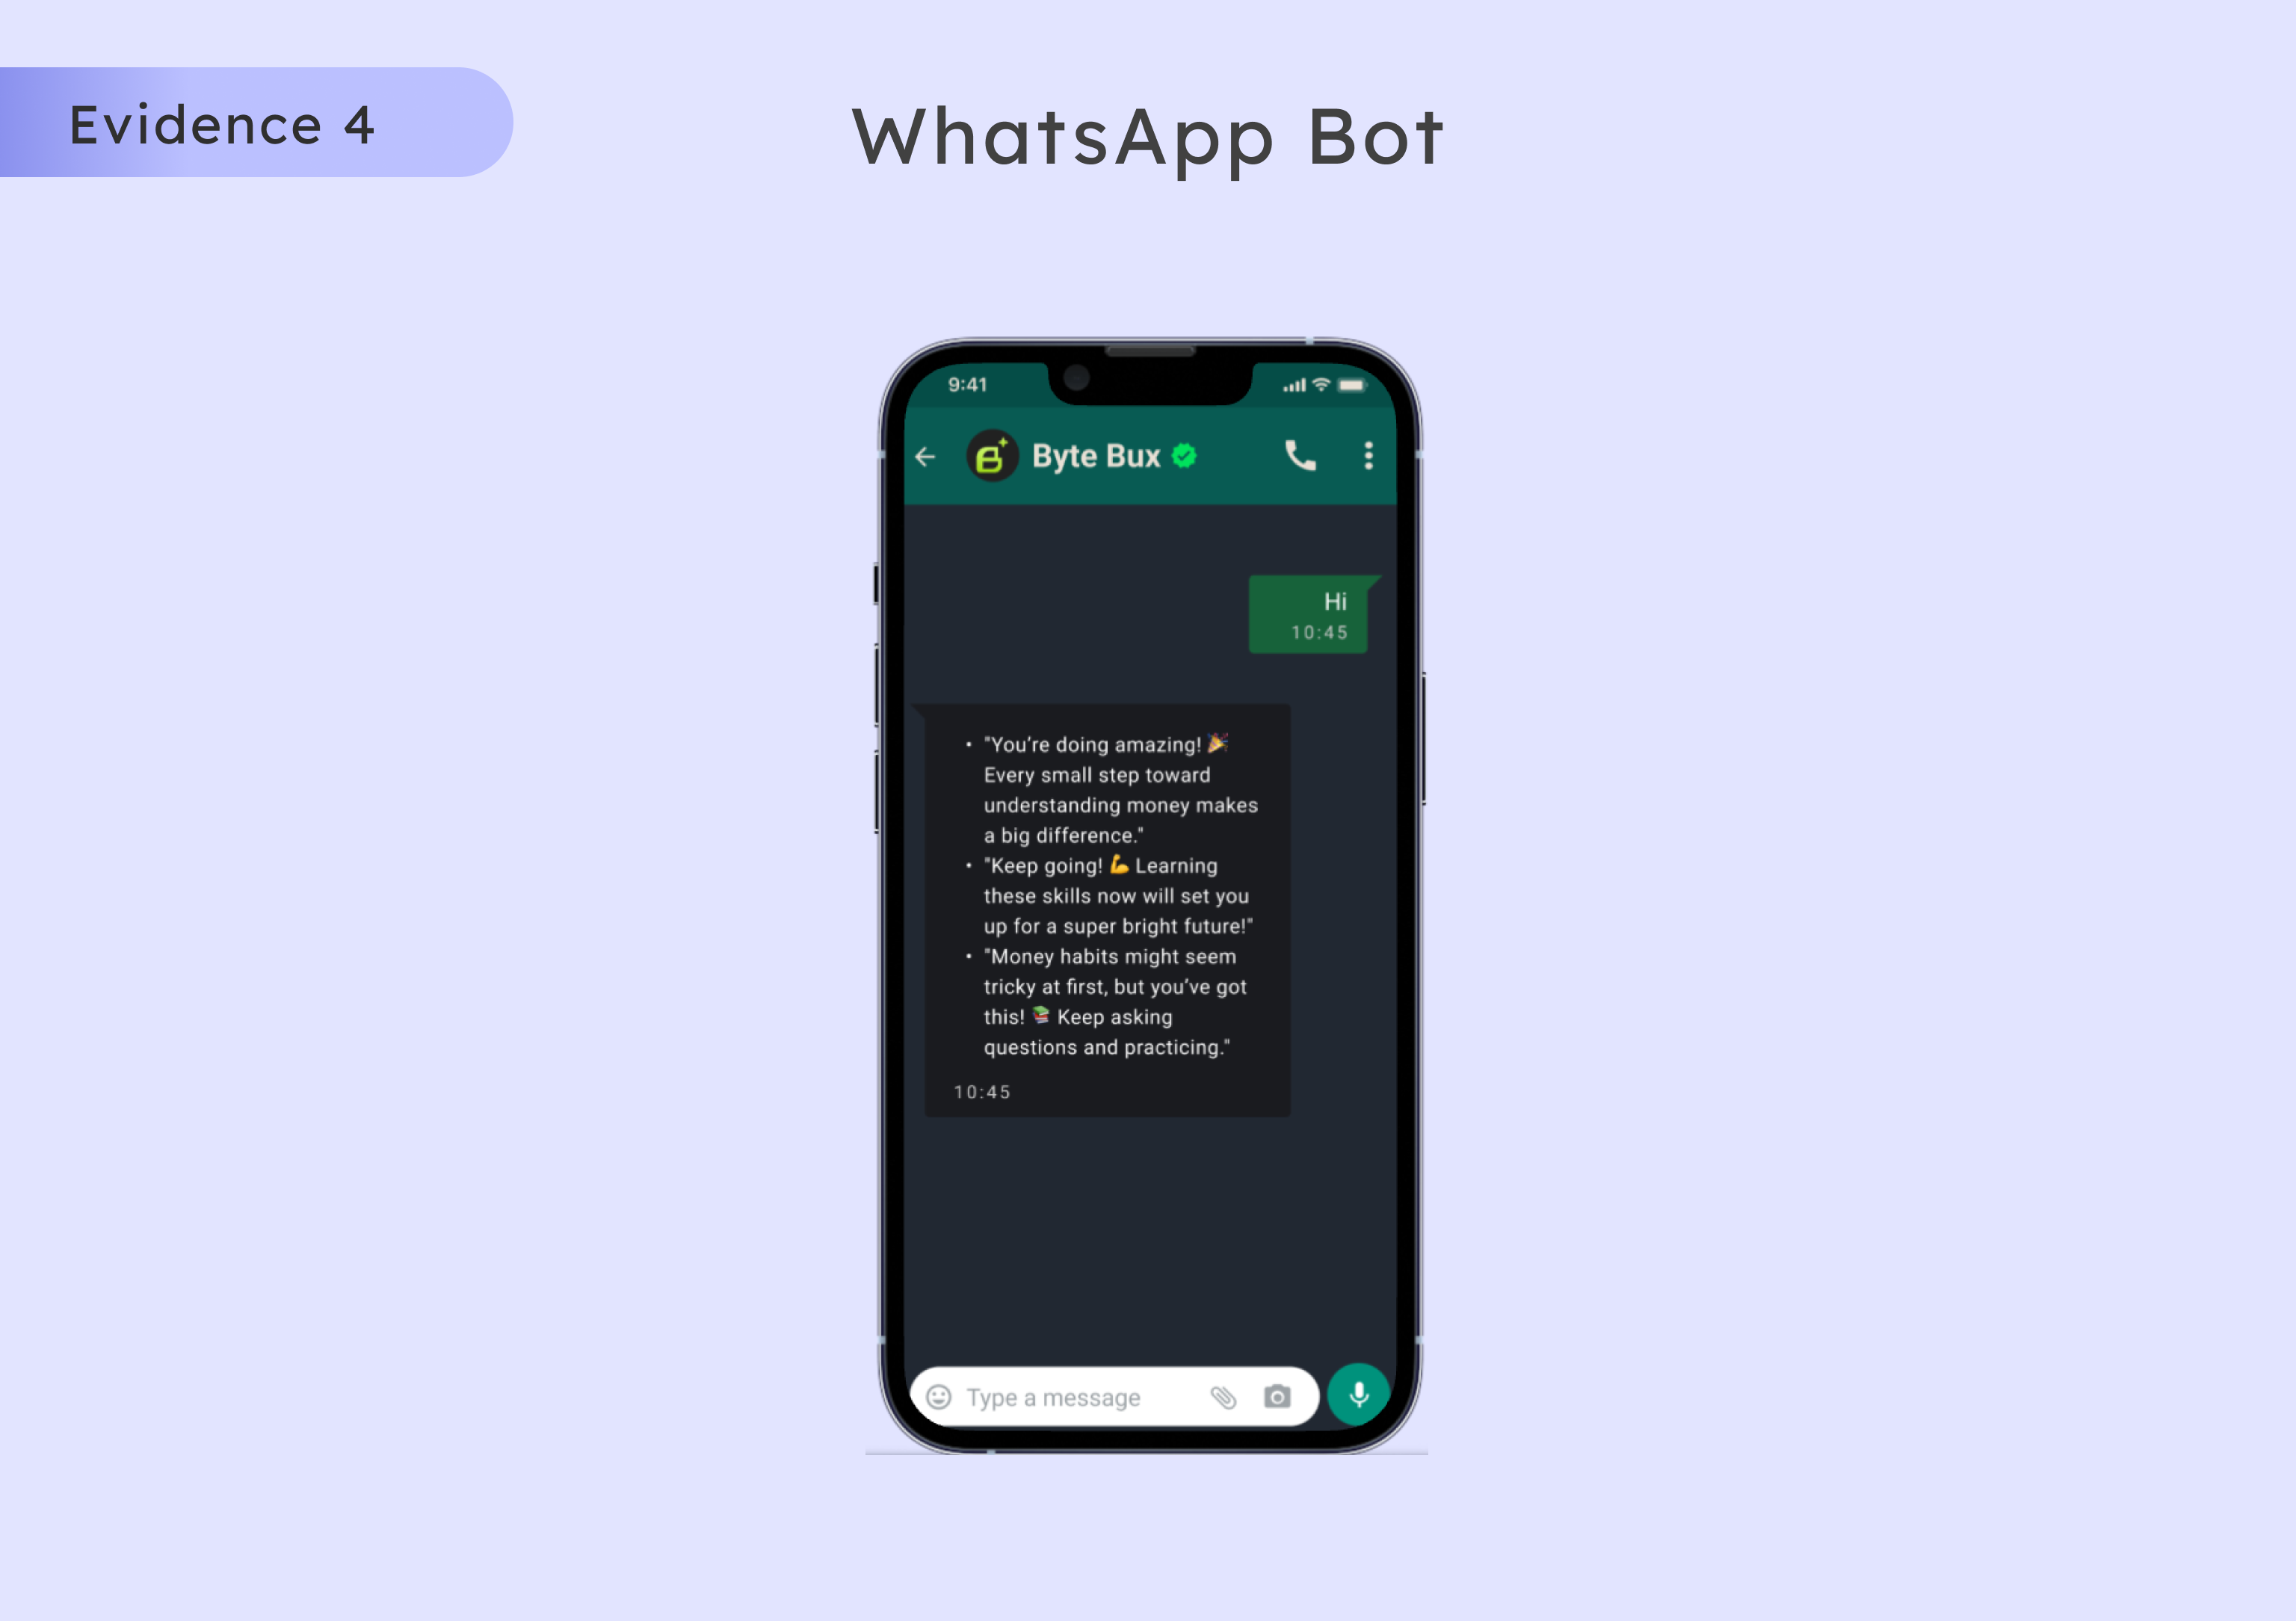 Evidence 4
WhatsApp Bot
9:41
Byte Bux
Hi
10:45
• "You’re doing amazing! 🎉
Every small step toward
understanding money makes
a big difference."
• "Keep going! 💪 Learning
these skills now will set you
up for a super bright future!"
• "Money habits might seem
tricky at first, but you’ve got
this! 📚 Keep asking
questions and practicing."
10:45
Type a message